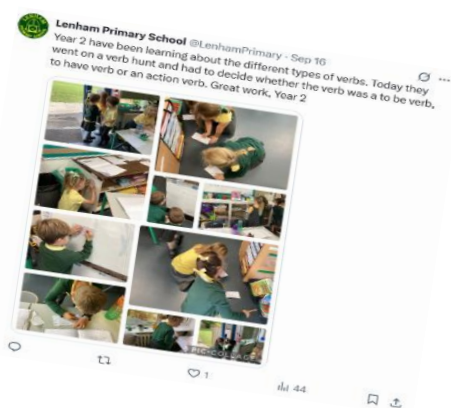 Lenham Primary School @LenhamPrimary · Sep 16
Year 2 have been learning about the different types of verbs. Today they
went on a verb hunt and had to decide whether the verb was a to be verb,
to have verb or an action verb. Great work, Year 2
PIC•COLLAGE
1
44